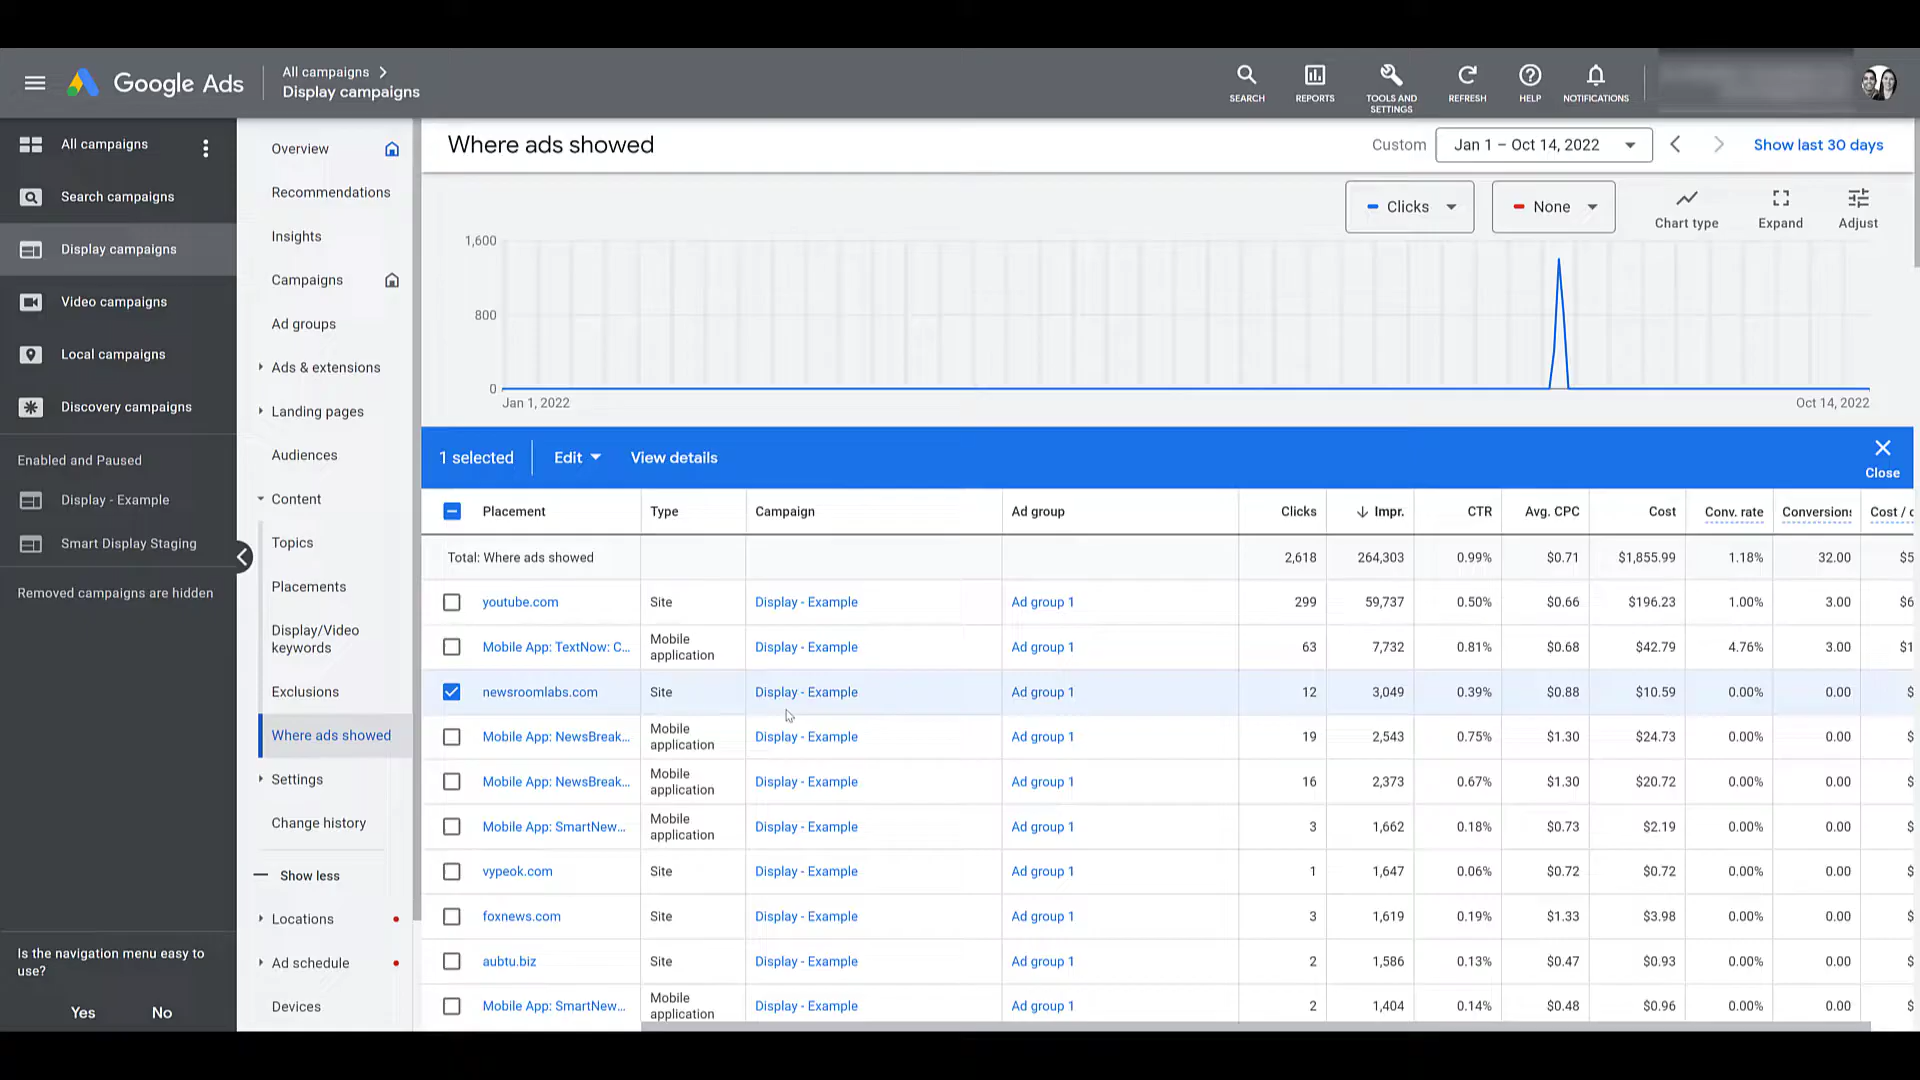 Google Ads
All campaigns
Display campaigns
SEARCH
REPORTS
TOOLS AND
SETTINGS
REFRESH
HELP
NOTIFICATIONS
All campaigns
Search campaigns
Display campaigns
Video campaigns
Local campaigns
Discovery campaigns
Enabled and Paused
Display - Example
Smart Display Staging
Removed campaigns are hidden
Is the navigation menu easy to
use?
Yes No
Overview
Recommendations
Insights
Campaigns
Ad groups
Ads & extensions
Landing pages
Audiences
Content
Topics
Placements
Display/Video
keywords
Exclusions
Where ads showed
Settings
Change history
Show less
Locations
Ad schedule
Devices
Where ads showed
Custom Jan 1 – Oct 14, 2022 Show last 30 days
Clicks None Chart type Expand Adjust
1,600
800
0
Jan 1, 2022 Oct 14, 2022
1 selected Edit View details Close
Placement Type Campaign Ad group Clicks Impr. CTR Avg. CPC Cost Conv. rate Conversions Cost / c
Total: Where ads showed 2,618 264,303 0.99% $0.71 $1,855.99 1.18% 32.00 $5
youtube.com Site Display - Example Ad group 1 299 59,737 0.50% $0.66 $196.23 1.00% 3.00 $6
Mobile App: TextNow: C... Mobile application Display - Example Ad group 1 63 7,732 0.81% $0.68 $42.79 4.76% 3.00 $1
newsroomlabs.com Site Display - Example Ad group 1 12 3,049 0.39% $0.88 $10.59 0.00% 0.00 $
Mobile App: NewsBreak... Mobile application Display - Example Ad group 1 19 2,543 0.75% $1.30 $24.73 0.00% 0.00 $
Mobile App: NewsBreak... Mobile application Display - Example Ad group 1 16 2,373 0.67% $1.30 $20.72 0.00% 0.00 $
Mobile App: SmartNew... Mobile application Display - Example Ad group 1 3 1,662 0.18% $0.73 $2.19 0.00% 0.00 $
vypeok.com Site Display - Example Ad group 1 1 1,647 0.06% $0.72 $0.72 0.00% 0.00 $
foxnews.com Site Display - Example Ad group 1 3 1,619 0.19% $1.33 $3.98 0.00% 0.00 $
aubtu.biz Site Display - Example Ad group 1 2 1,586 0.13% $0.47 $0.93 0.00% 0.00 $
Mobile App: SmartNew... Mobile application Display - Example Ad group 1 2 1,404 0.14% $0.48 $0.96 0.00% 0.00 $